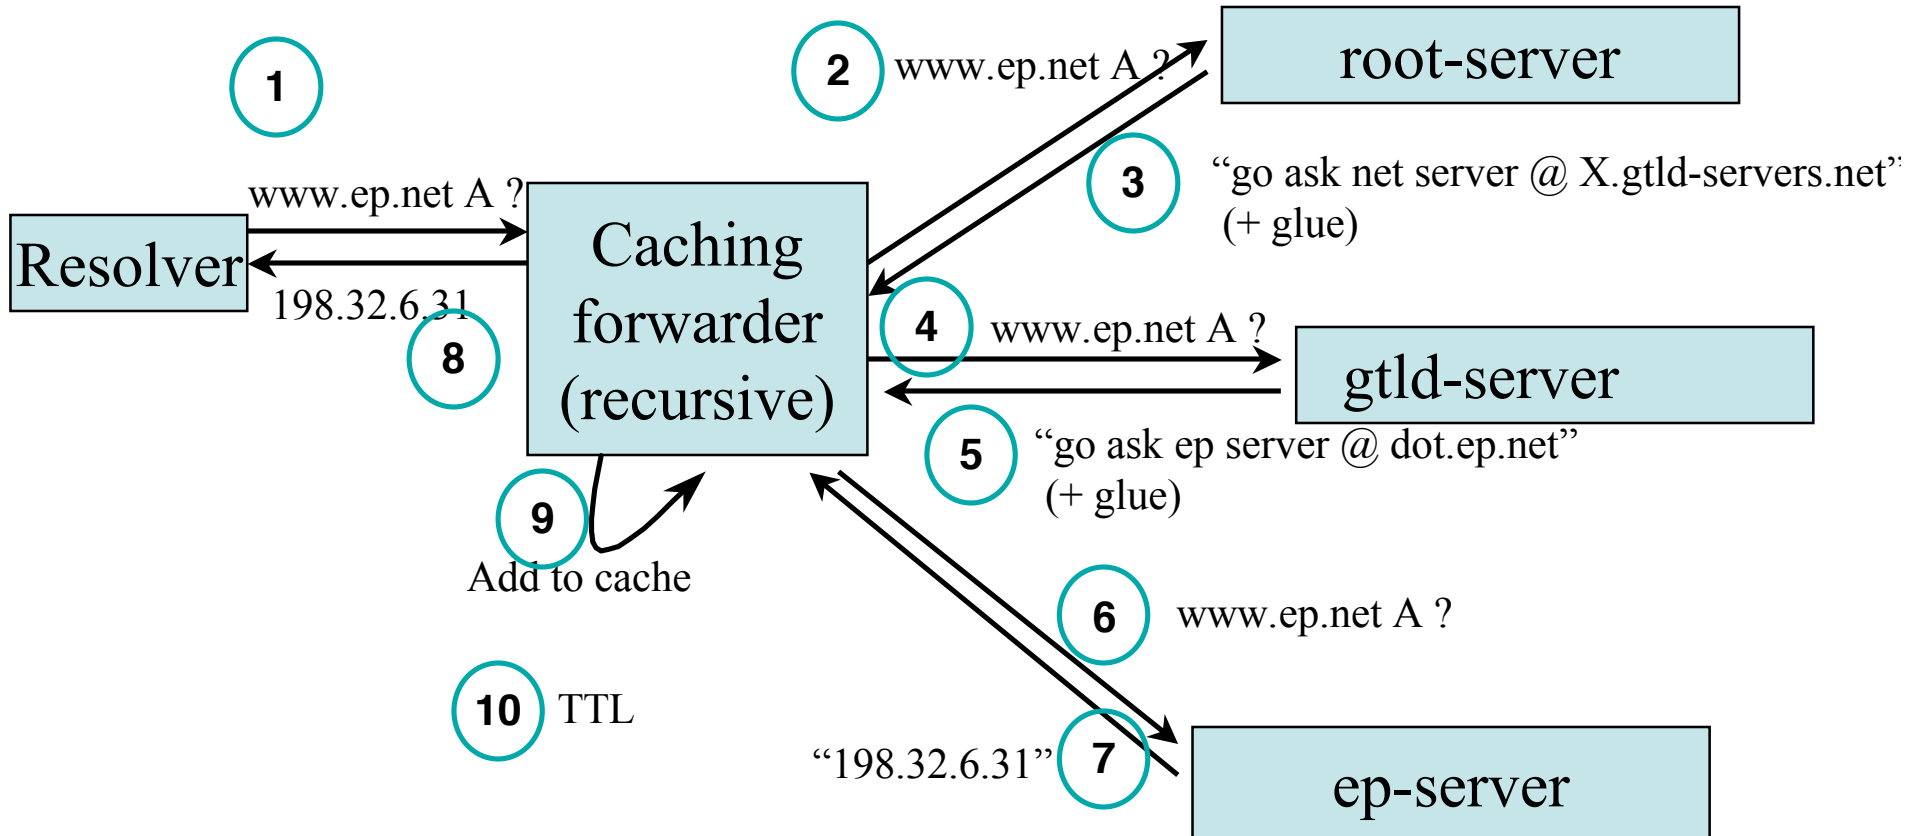 1
2
www.ep.net A ?
root-server
3
“go ask net server @ X.gtld-servers.net”
(+ glue)
www.ep.net A ?
Resolver
198.32.6.31
8
Caching
forwarder
(recursive)
4
www.ep.net A ?
gtld-server
5
“go ask ep server @ dot.ep.net”
(+ glue)
9
Add to cache
6
www.ep.net A ?
10
TTL
“198.32.6.31”
7
ep-server